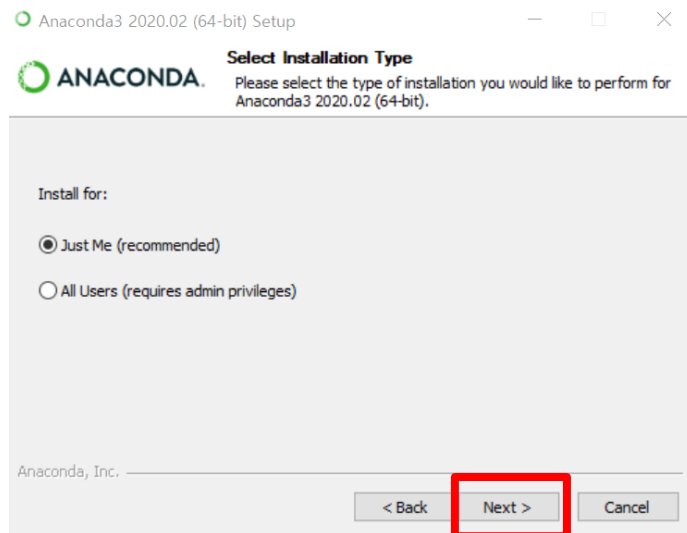 Anaconda3 2020.02 (64-bit) Setup
ANACONDA.
Select Installation Type
Please select the type of installation you would like to perform for
Anaconda3 2020.02 (64-bit).
Install for:
Just Me (recommended)
All Users (requires admin privileges)
Anaconda, Inc.
< Back
Next >
Cancel